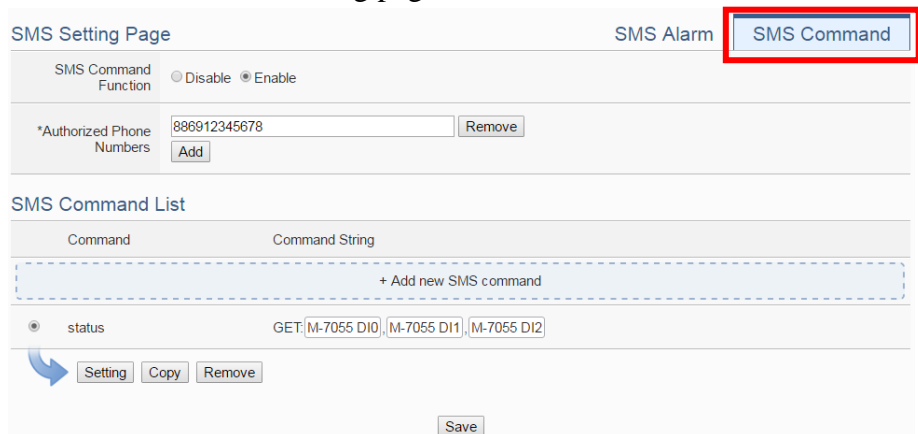 SMS Setting Page SMS Alarm SMS Command
SMS Command
Function
Disable Enable
*Authorized Phone
Numbers
886912345678 Remove
Add
SMS Command List
Command Command String
+ Add new SMS command
status GET: M-7055 DI0 , M-7055 DI1 , M-7055 DI2
Setting Copy Remove
Save